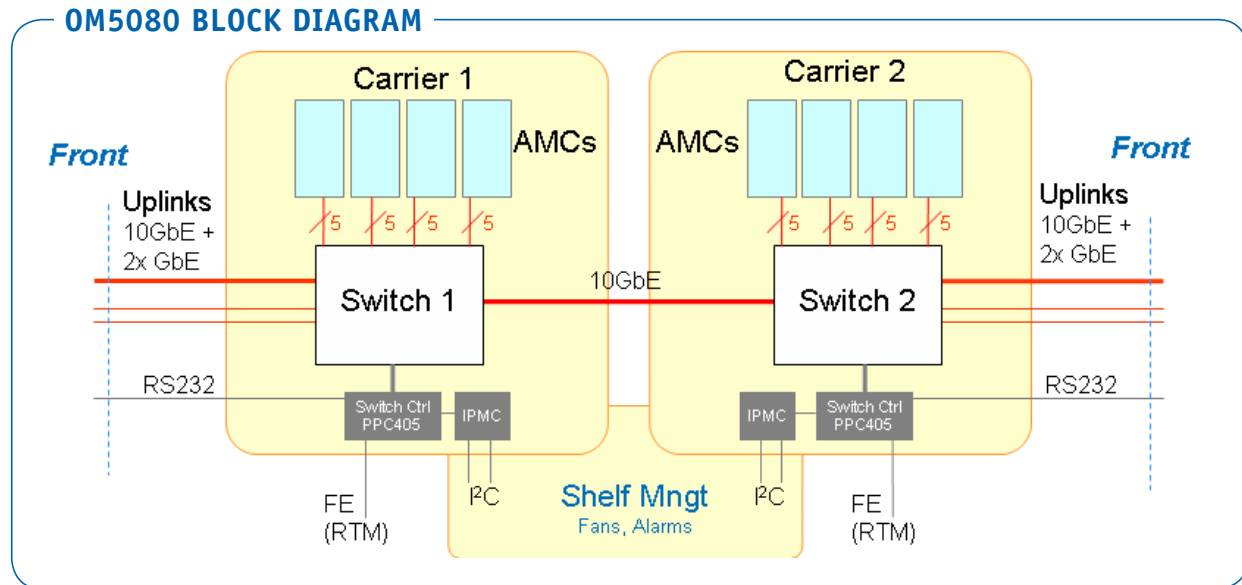 OM5080 BLOCK DIAGRAM
Carrier 1
AMCs
Front
Uplinks
10GbE +
2x GbE
5
5
5
5
Switch 1
10GbE
RS232
Switch Ctrl
PPC405
IPMC
FE
(RTM)
I²C
Shelf Mngt
Fans, Alarms
Carrier 2
AMCs
Front
Uplinks
10GbE +
2x GbE
5
5
5
5
Switch 2
RS232
IPMC
Switch Ctrl
PPC405
I²C
FE
(RTM)